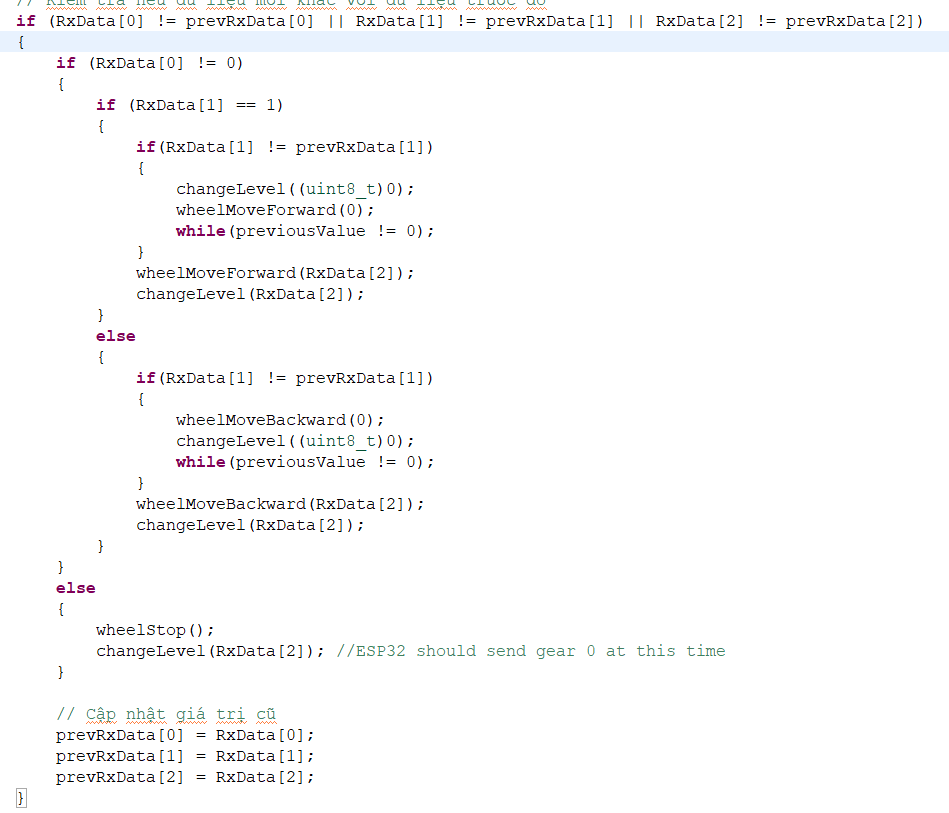 // Kiểm tra nếu dữ liệu mới khác với dữ liệu trước đó
if (RxData[0] != prevRxData[0] || RxData[1] != prevRxData[1] || RxData[2] != prevRxData[2])
{
    if (RxData[0] != 0)
    {
        if (RxData[1] == 1)
        {
            if(RxData[1] != prevRxData[1])
            {
                changeLevel((uint8_t)0);
                wheelMoveForward(0);
                while(previousValue != 0);
            }
            wheelMoveForward(RxData[2]);
            changeLevel(RxData[2]);
        }
        else
        {
            if(RxData[1] != prevRxData[1])
            {
                wheelMoveBackward(0);
                changeLevel((uint8_t)0);
                while(previousValue != 0);
            }
            wheelMoveBackward(RxData[2]);
            changeLevel(RxData[2]);
        }
    }
    else
    {
        wheelStop();
        changeLevel(RxData[2]); //ESP32 should send gear 0 at this time
    }

    // Cập nhật giá trị cũ
    prevRxData[0] = RxData[0];
    prevRxData[1] = RxData[1];
    prevRxData[2] = RxData[2];
}